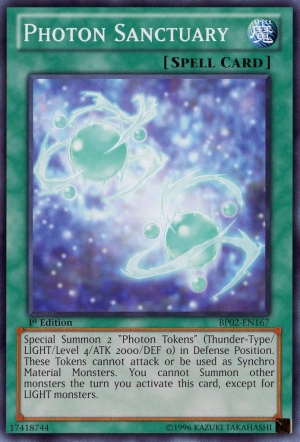 PHOTON SANCTUARY
[SPELL CARD]
1st Edition
BP02-EN167
Special Summon 2 "Photon Tokens" (Thunder-Type/
LIGHT/Level 4/ATK 2000/DEF 0) in Defense Position.
These Tokens cannot attack or be used as Synchro
Material Monsters. You cannot Summon other
monsters the turn you activate this card, except for
LIGHT monsters.
17418744
©1996 KAZUKI TAKAHASHI